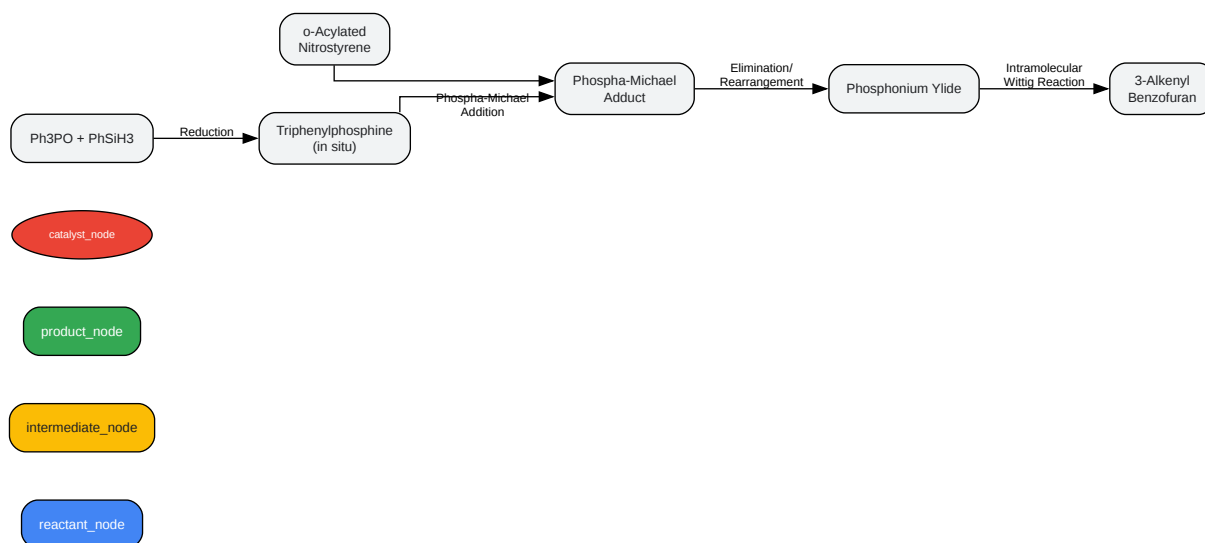 o-Acylated
Nitrostyrene
Ph3PO + PhSiH3
Reduction
Triphenylphosphine
(in situ)
Phospha-Michael
Addition
Phospha-Michael
Adduct
Elimination/
Rearrangement
Phosphonium Ylide
Intramolecular
Wittig Reaction
3-Alkenyl
Benzofuran
catalyst_node
product_node
intermediate_node
reactant_node